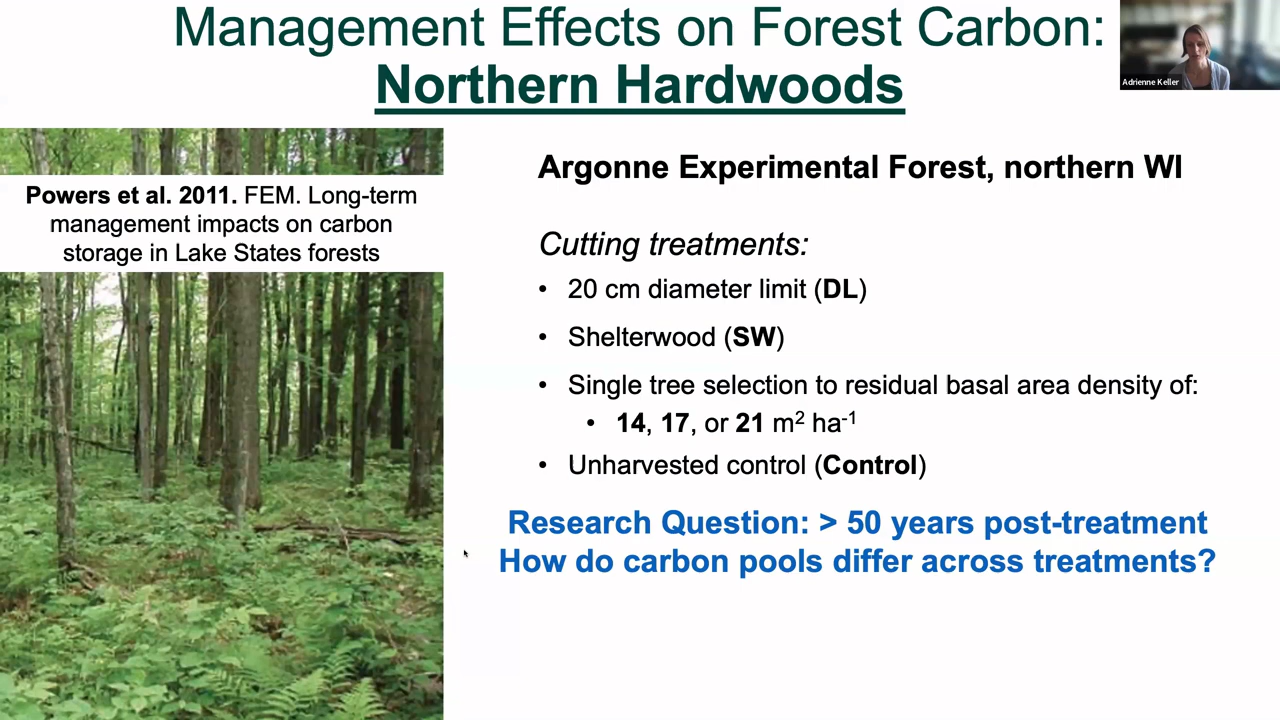 Management Effects on Forest Carbon:
Northern Hardwoods
Adrienne Keller
Powers et al. 2011. FEM. Long-term
management impacts on carbon
storage in Lake States forests
Argonne Experimental Forest, northern WI
Cutting treatments:
• 20 cm diameter limit (DL)
• Shelterwood (SW)
• Single tree selection to residual basal area density of:
• 14, 17, or 21 m² ha⁻¹
• Unharvested control (Control)
Research Question: > 50 years post-treatment
How do carbon pools differ across treatments?